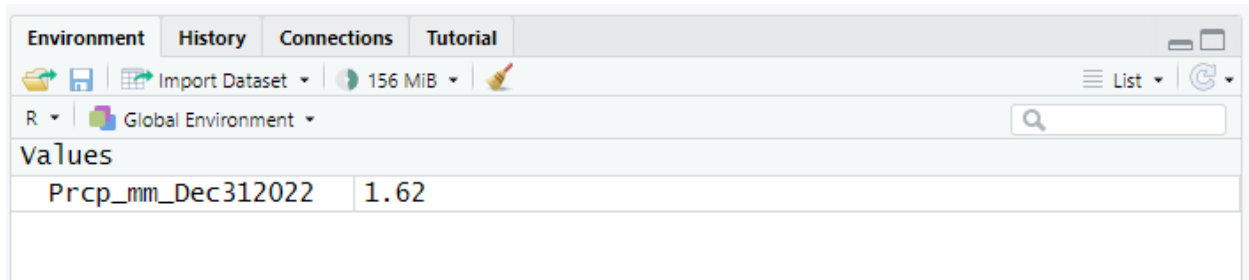 Environment History Connections Tutorial
Import Dataset 156 MiB List
R Global Environment
Values
Prcp_mm_Dec312022 1.62